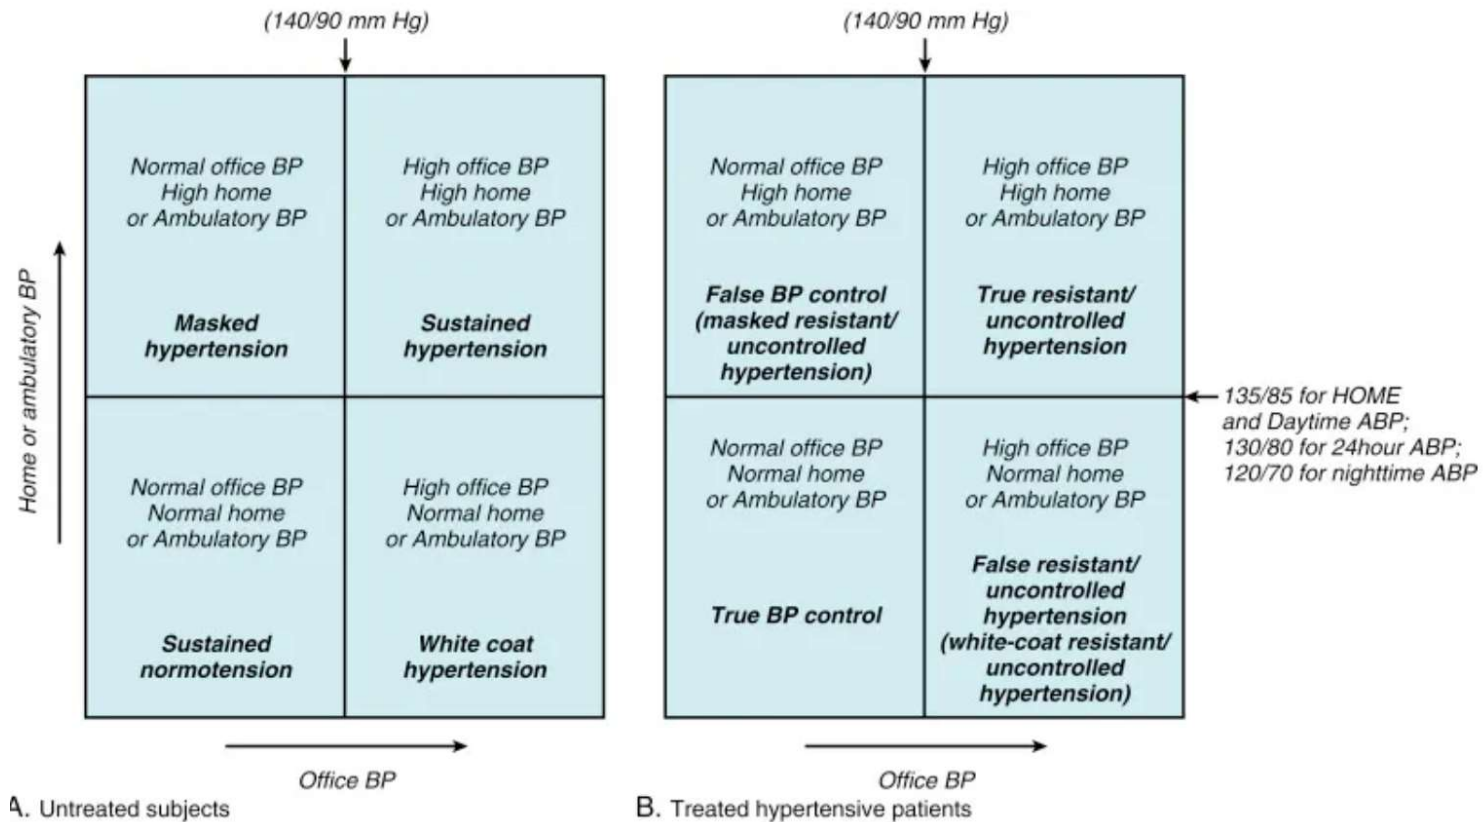 (140/90 mm Hg)
Normal office BP
High home
or Ambulatory BP
Masked
hypertension
High office BP
High home
or Ambulatory BP
Sustained
hypertension
Normal office BP
Normal home
or Ambulatory BP
Sustained
normotension
High office BP
Normal home
or Ambulatory BP
White coat
hypertension
Home or ambulatory BP
Office BP
A. Untreated subjects
(140/90 mm Hg)
Normal office BP
High home
or Ambulatory BP
False BP control
(masked resistant/
uncontrolled
hypertension)
High office BP
High home
or Ambulatory BP
True resistant/
uncontrolled
hypertension
Normal office BP
Normal home
or Ambulatory BP
True BP control
High office BP
Normal home
or Ambulatory BP
False resistant/
uncontrolled
hypertension
(white-coat resistant/
uncontrolled
hypertension)
135/85 for HOME
and Daytime ABP;
130/80 for 24hour ABP;
120/70 for nighttime ABP
Office BP
B. Treated hypertensive patients